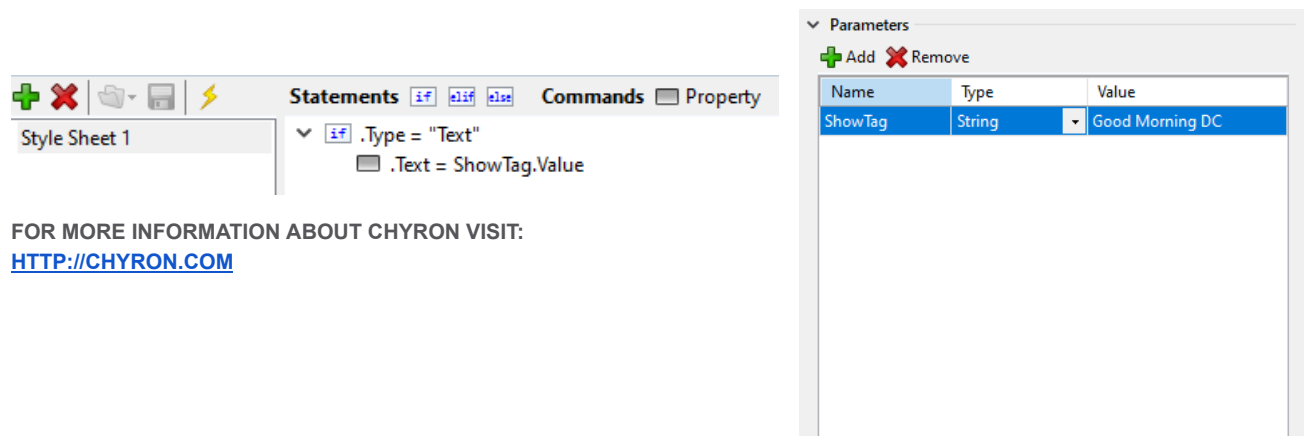 Statements if elif else Commands Property
Style Sheet 1
if .Type = "Text"
.Text = ShowTag.Value
FOR MORE INFORMATION ABOUT CHYRON VISIT:
HTTP://CHYRON.COM
Parameters
Add Remove
Name Type Value
ShowTag String Good Morning DC